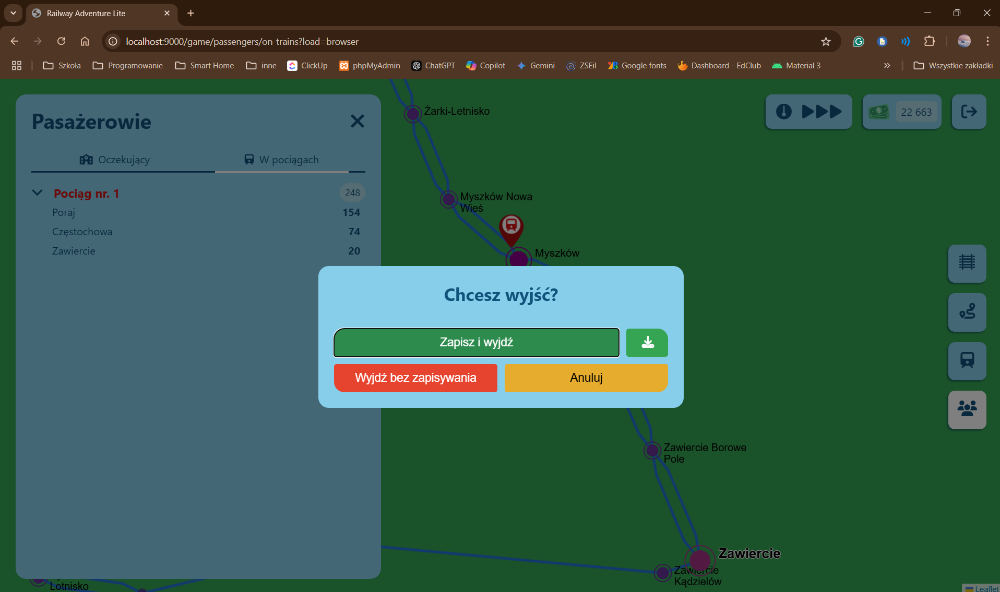 Railway Adventure Lite
localhost:9000/game/passengers/on-trains?load=browser
Szkoła
Programowanie
Smart Home
inne
ClickUp
phpMyAdmin
ChatGPT
Copilot
Gemini
ZSEil
Google fonts
Dashboard - EdClub
Material 3
Wszystkie zakładki
Pasażerowie
Oczekujący
W pociągach
Pociąg nr. 1 248
Poraj 154
Częstochowa 74
Zawiercie 20
Żarki-Letnisko
22 663
Myszków Nowa
Wieś
Myszków
Chcesz wyjść?
Zapisz i wyjdź
Wyjdź bez zapisywania
Anuluj
Zawiercie Borowe
Pole
Zawiercie
Zawiercie
Kądzielów
Lotnisko
Leaflet